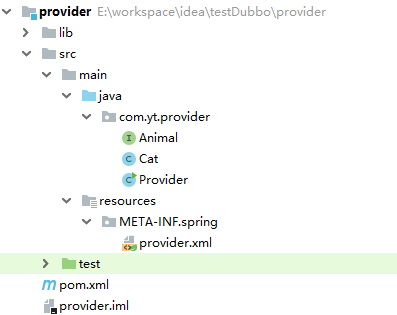 provider E:\workspace\idea\testDubbo\provider
lib
src
main
java
com.yt.provider
I Animal
C Cat
C Provider
resources
META-INF.spring
provider.xml
test
m pom.xml
provider.iml